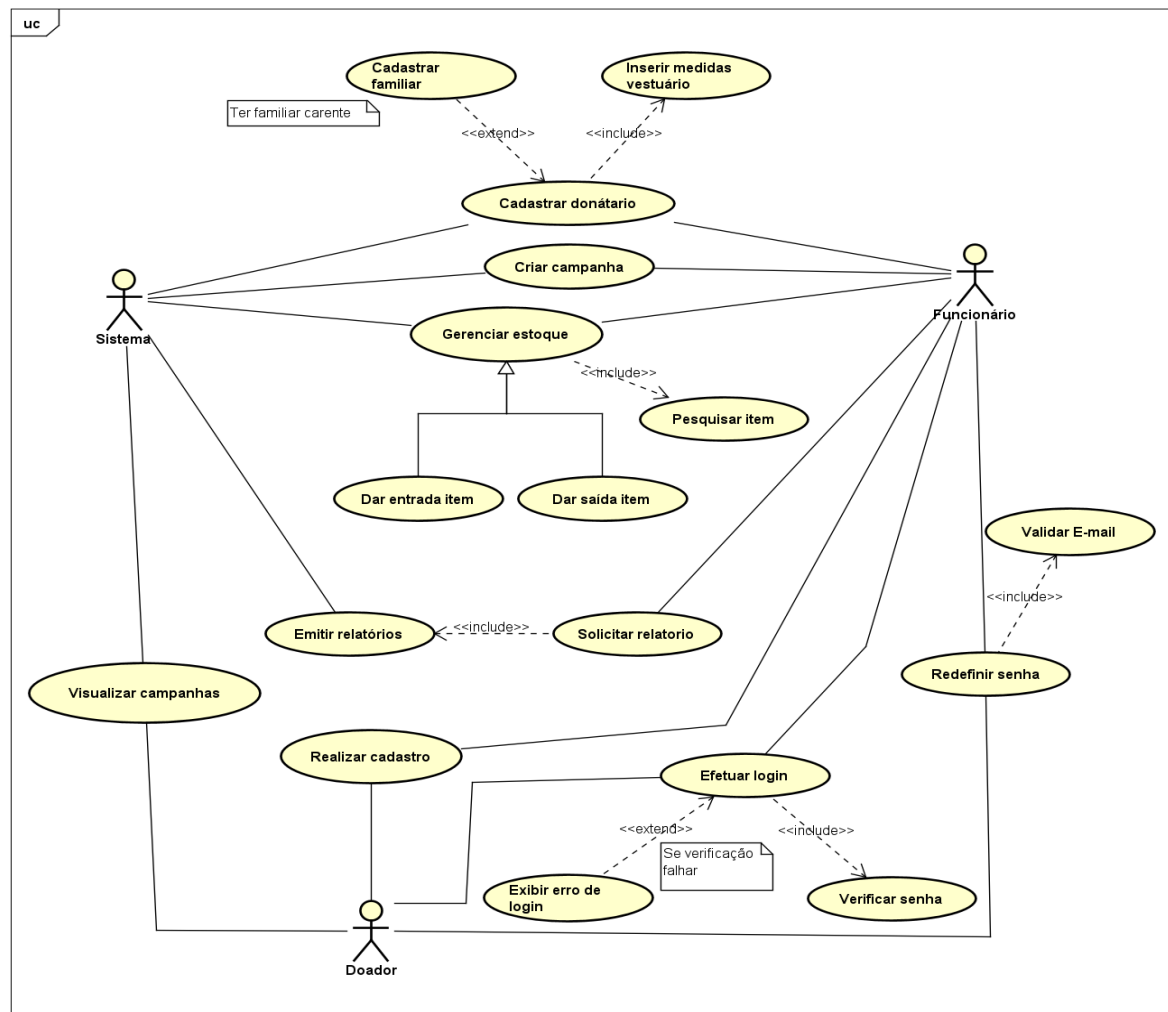 uc
Cadastrar
familiar
Inserir medidas
vestuário
Ter familiar carente
<<extend>>
<<include>>
Cadastrar donátario
Criar campanha
Sistema
Funcionário
Gerenciar estoque
<<include>>
Pesquisar item
Dar entrada item
Dar saída item
Validar E-mail
<<include>>
Emitir relatórios
<<include>>
Solicitar relatorio
Redefinir senha
Visualizar campanhas
Realizar cadastro
Efetuar login
<<extend>>
<<include>>
Se verificação
falhar
Exibir erro de
login
Verificar senha
Doador